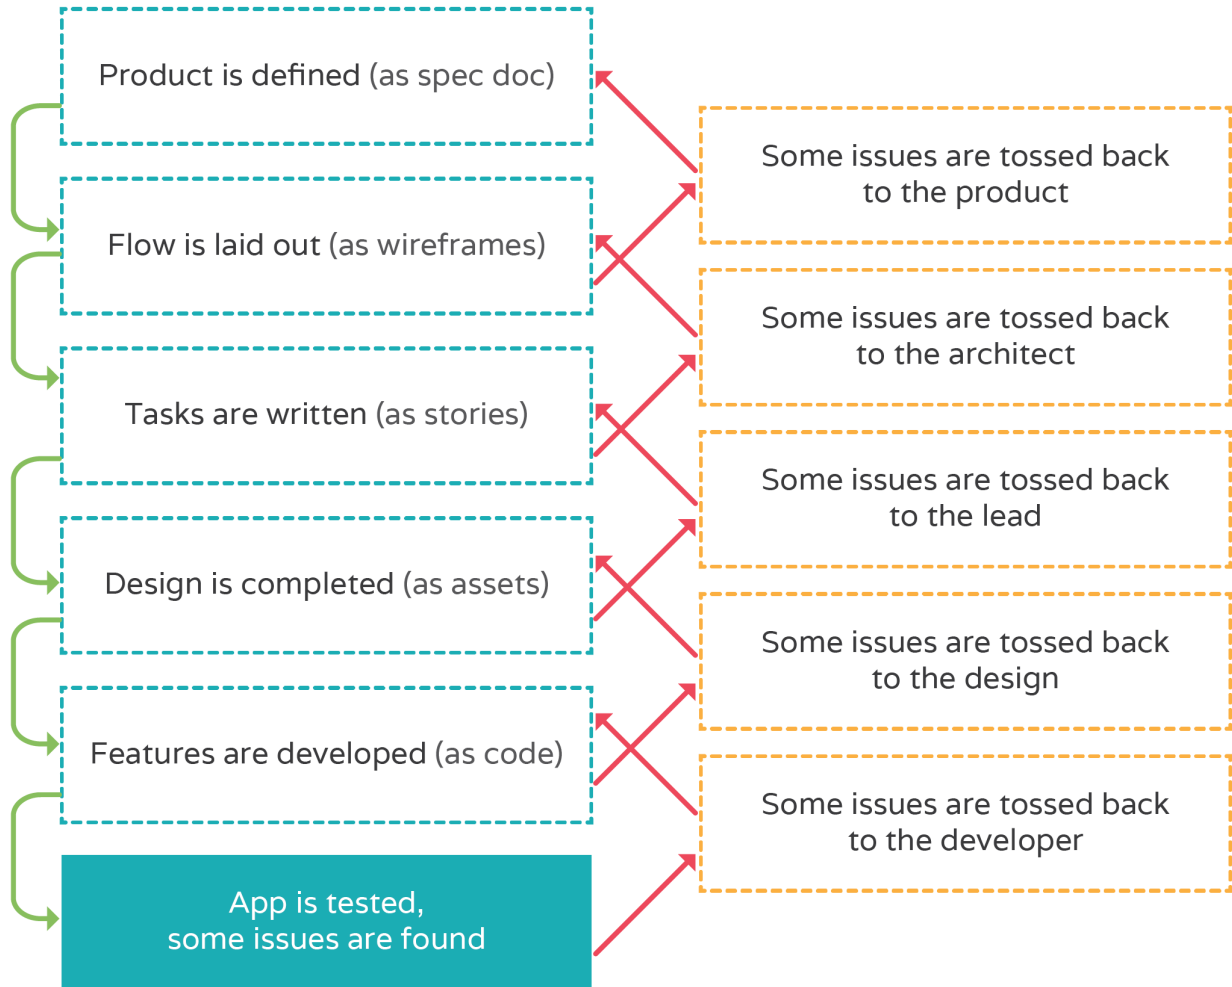 Product is defined (as spec doc)
Flow is laid out (as wireframes)
Tasks are written (as stories)
Design is completed (as assets)
Features are developed (as code)
App is tested,
some issues are found
Some issues are tossed back
to the product
Some issues are tossed back
to the architect
Some issues are tossed back
to the lead
Some issues are tossed back
to the design
Some issues are tossed back
to the developer